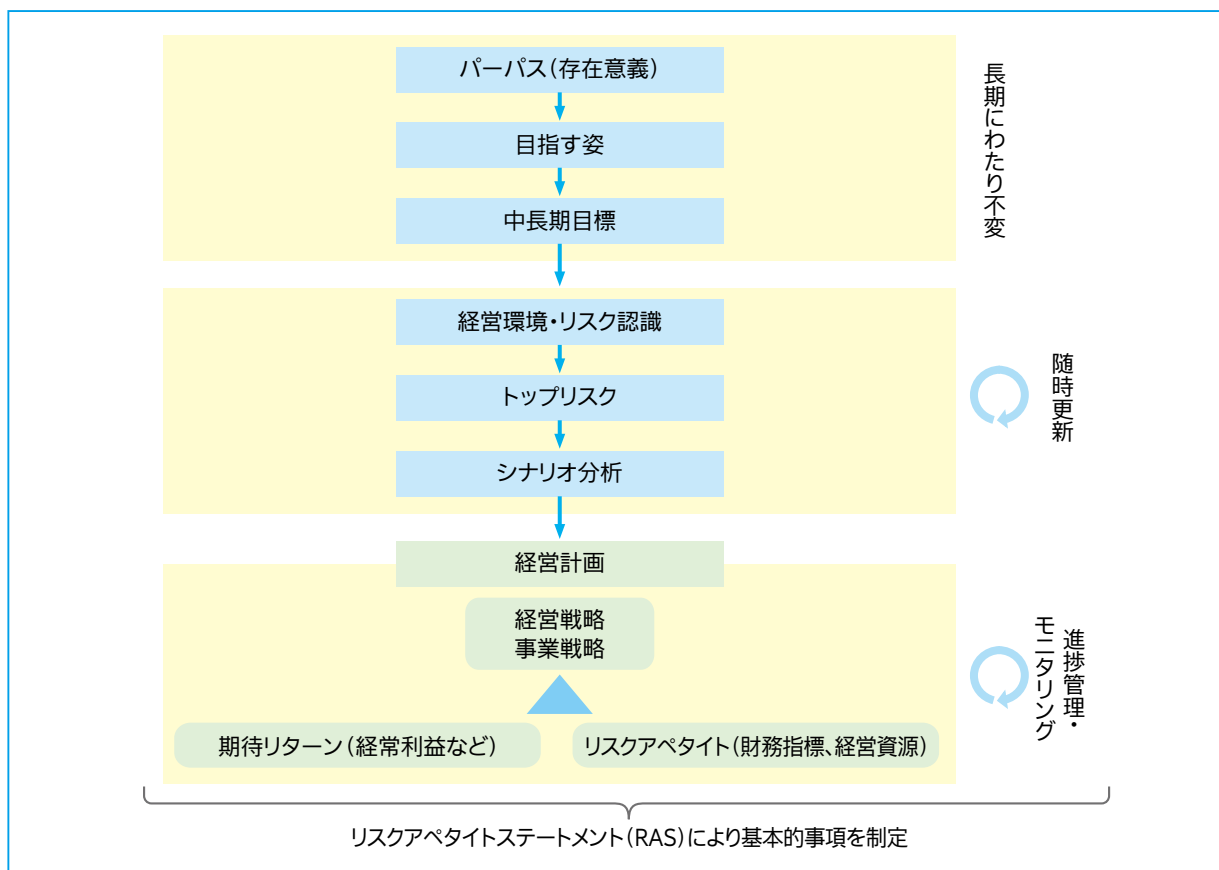 パーパス（存在意義）
目指す姿
中長期目標
長期にわたり不変
経営環境・リスク認識
トップリスク
シナリオ分析
随時更新
経営計画
経営戦略
事業戦略
期待リターン（経常利益など）
リスクアペタイト（財務指標、経営資源）
進捗管理・
モニタリング
リスクアペタイトステートメント（RAS）により基本的事項を制定